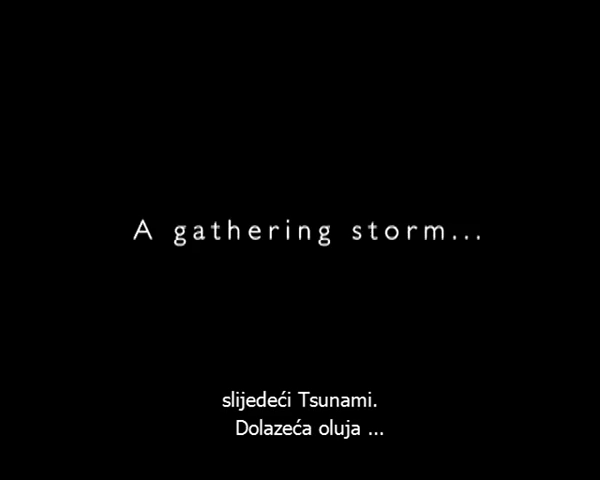 A gathering storm...
slijedeći Tsunami.
Dolazeća oluja ...